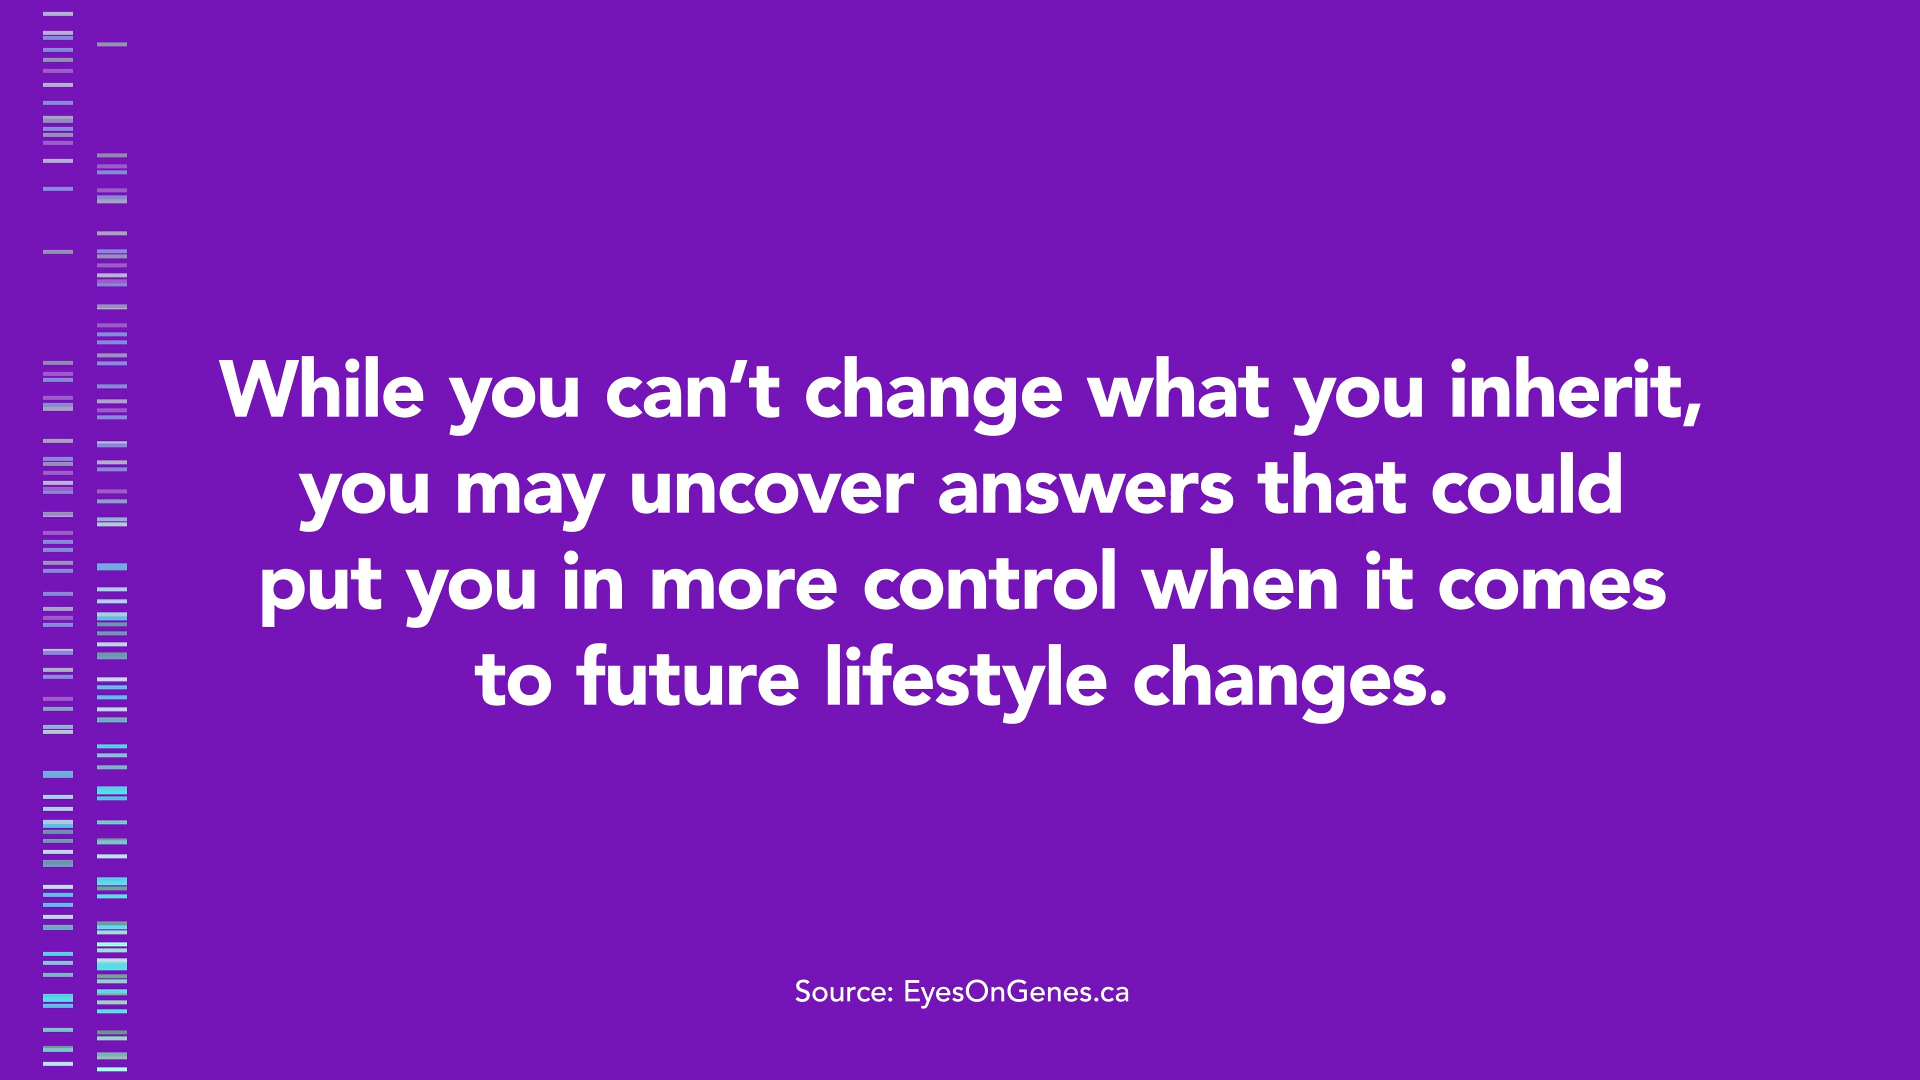 While you can’t change what you inherit,
you may uncover answers that could
put you in more control when it comes
to future lifestyle changes.
Source: EyesOnGenes.ca